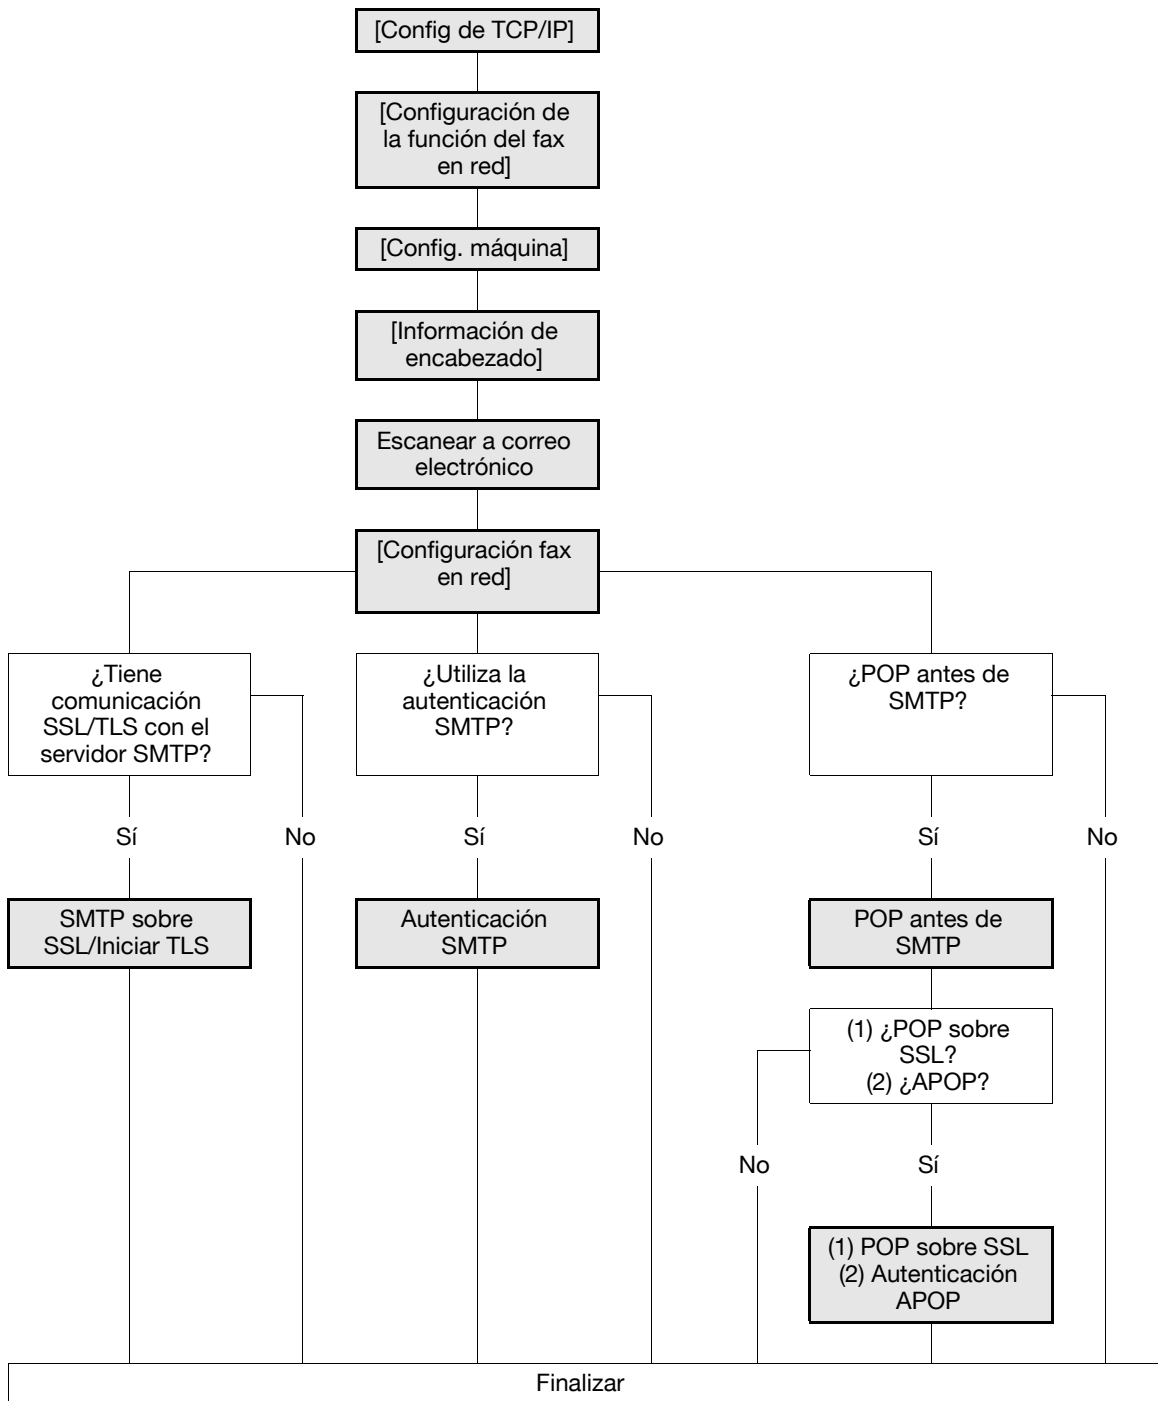 [Config de TCP/IP]
[Configuración de
la función del fax
en red]
[Config. máquina]
[Información de
encabezado]
Escanear a correo
electrónico
[Configuración fax
en red]
¿Tiene
comunicación
SSL/TLS con el
servidor SMTP?
¿Utiliza la
autenticación
SMTP?
¿POP antes de
SMTP?
Sí
No
Sí
No
Sí
No
SMTP sobre
SSL/Iniciar TLS
Autenticación
SMTP
POP antes de
SMTP
(1) ¿POP sobre
SSL?
(2) ¿APOP?
No
Sí
(1) POP sobre SSL
(2) Autenticación
APOP
Finalizar